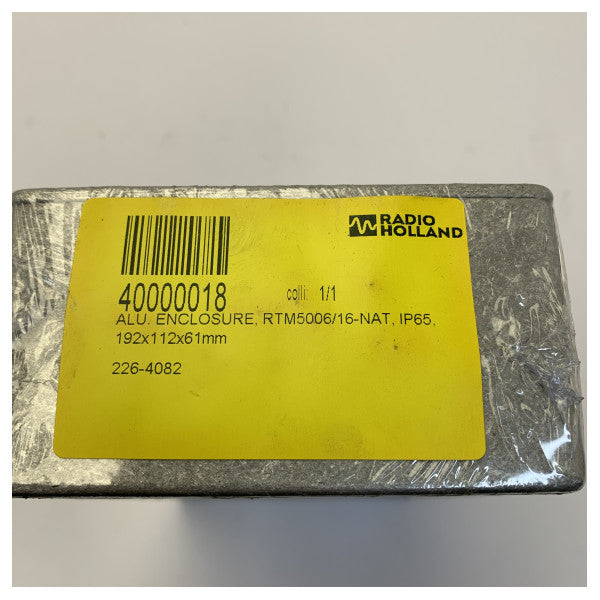 RADIO
HOLLAND
40000018 colli: 1/1
ALU. ENCLOSURE, RTM5006/16-NAT, IP65,
192x112x61mm
226-4082